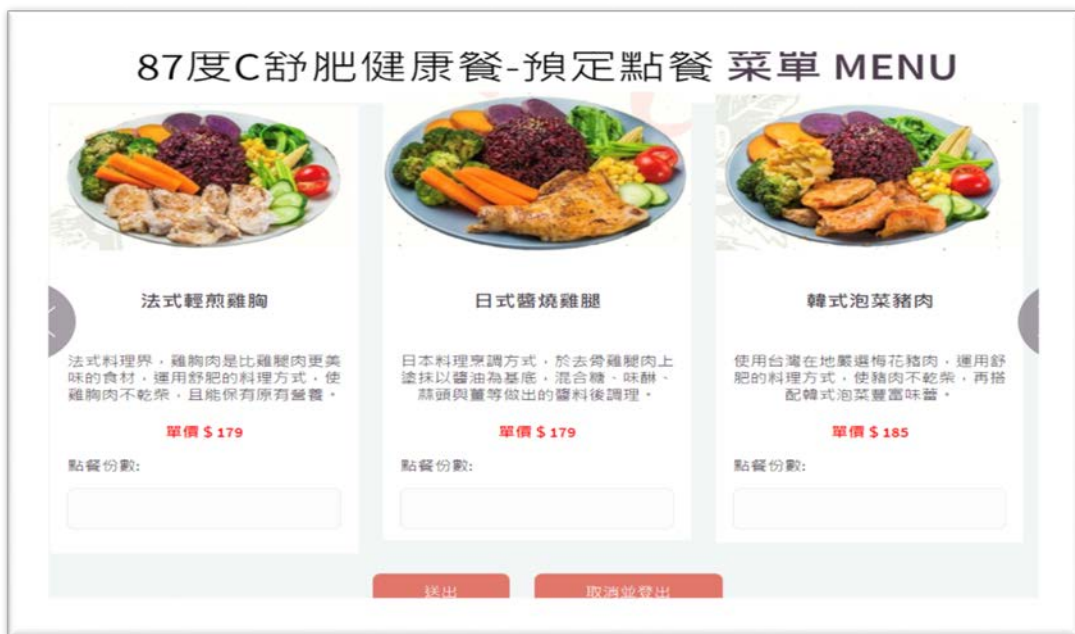 87度C舒肥健康餐-預定點餐 菜單 MENU
法式輕煎雞胸
法式料理界，雞胸肉是比雞腿肉更美
味的食材，運用舒肥的料理方式，使
雞胸肉不乾柴，且能保有原有營養。
單價 $ 179
點餐份數:
日式醬燒雞腿
日本料理烹調方式，於去骨雞腿肉上
塗抹以醬油為基底，混合糖、味醂、
蒜頭與薑等做出的醬料後調理。
單價 $ 179
點餐份數:
韓式泡菜豬肉
使用台灣在地嚴選梅花豬肉，運用舒
肥的料理方式，使豬肉不乾柴，再搭
配韓式泡菜豐富味蕾。
單價 $ 185
點餐份數:
送出
取消並登出